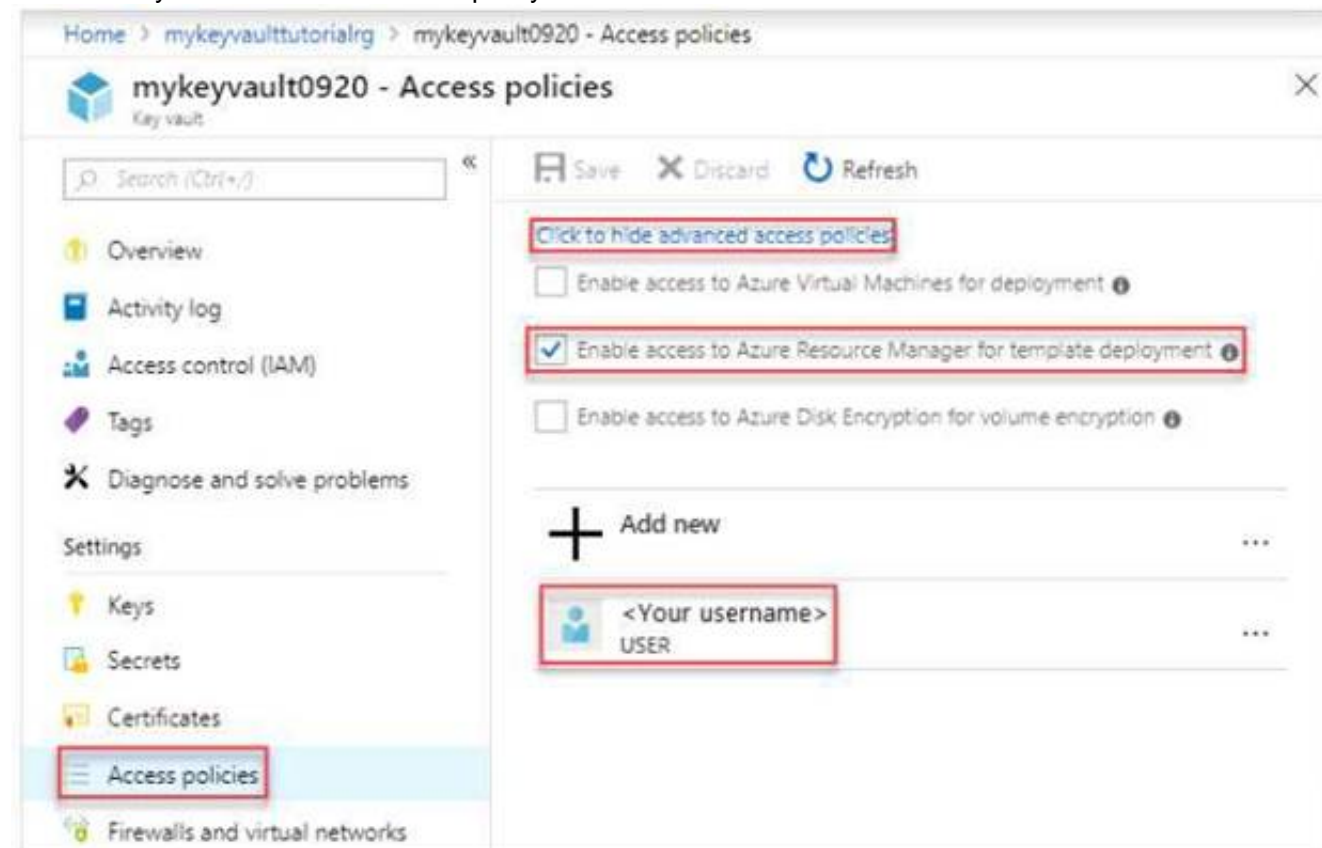 Home > mykeyvaulttutorialrg > mykeyvault0920 - Access policies
mykeyvault0920 - Access policies
Key vault
Search (Ctrl+/)
Save Discard Refresh
Click to hide advanced access policies
Enable access to Azure Virtual Machines for deployment
Enable access to Azure Resource Manager for template deployment
Enable access to Azure Disk Encryption for volume encryption
Add new
<Your username>
USER
Overview
Activity log
Access control (IAM)
Tags
Diagnose and solve problems
Settings
Keys
Secrets
Certificates
Access policies
Firewalls and virtual networks